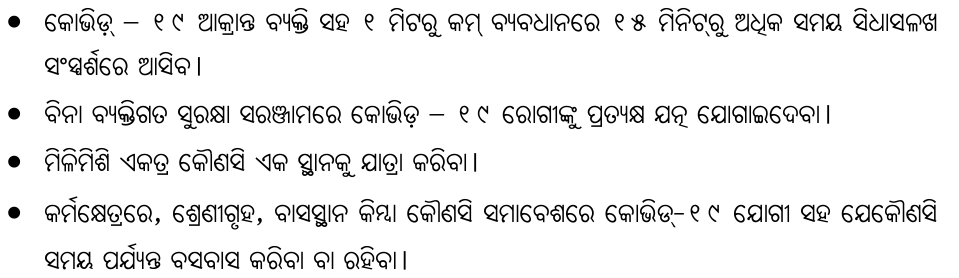 • କୋଭିଡ଼୍ – ୧୯ ଆକ୍ରାନ୍ତ ବ୍ୟକ୍ତି ସହ ୧ ମିଟରୁ କମ୍ ବ୍ୟବଧାନରେ ୧୫ ମିନିଟ୍‌ରୁ ଅଧିକ ସମୟ ସିଧାସଳଖ
ସଂସ୍ପର୍ଶରେ ଆସିବ।
• ବିନା ବ୍ୟକ୍ତିଗତ ସୁରକ୍ଷା ସରଞ୍ଜାମରେ କୋଭିଡ଼ – ୧୯ ରୋଗୀଙ୍କୁ ପ୍ରତ୍ୟକ୍ଷ ଯତ୍ନ ଯୋଗାଇଦେବା।
• ମିଳିମିଶି ଏକତ୍ର କୌଣସି ଏକ ସ୍ଥାନକୁ ଯାତ୍ରା କରିବା।
• କର୍ମକ୍ଷେତ୍ରରେ, ଶ୍ରେଣୀଗୃହ, ବାସସ୍ଥାନ କିମ୍ଭା କୌଣସି ସମାବେଶରେ କୋଭିଡ୍-୧୯ ଯୋଗୀ ସହ ଯେକୌଣସି
ସମୟ ପର୍ଯ୍ୟନ୍ତ ବସବାସ କରିବା ବା ରହିବା।